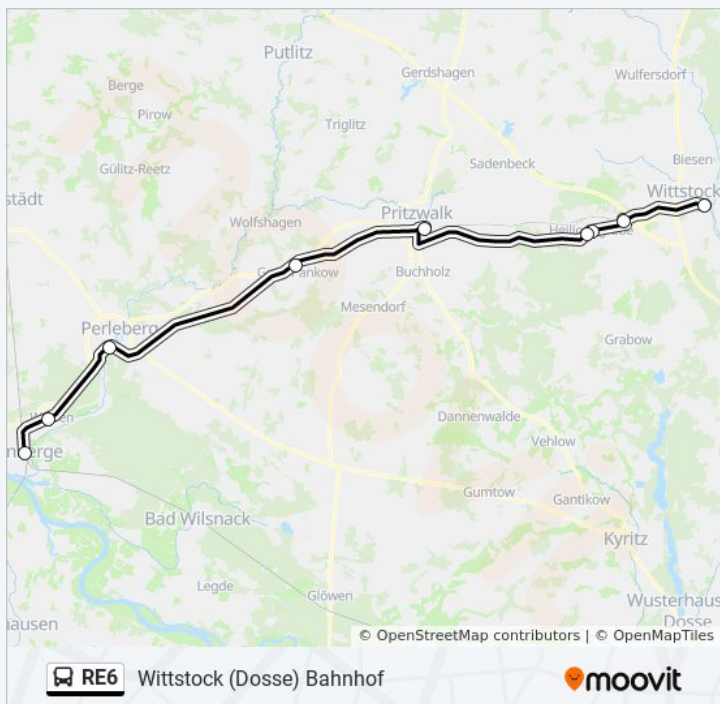 Putlitz
Gerdshagen
Wulfersdorf
Berge
Pirow
Triglitz
Biesen
Sadenbeck
Gülitz-Reetz
städt
Wittstock
Pritzwalk
Wolfshagen
Buchholz
Mesendorf
Perleberg
Grabow
Dannenwalde
Vehlow
nberge
Gumtow
Gantikow
Bad Wilsnack
Kyritz
Legde
Glöwen
Wusterhaus
Dosse
hausen
© OpenStreetMap contributors | © OpenMapTiles
RE6 Wittstock (Dosse) Bahnhof
moovit